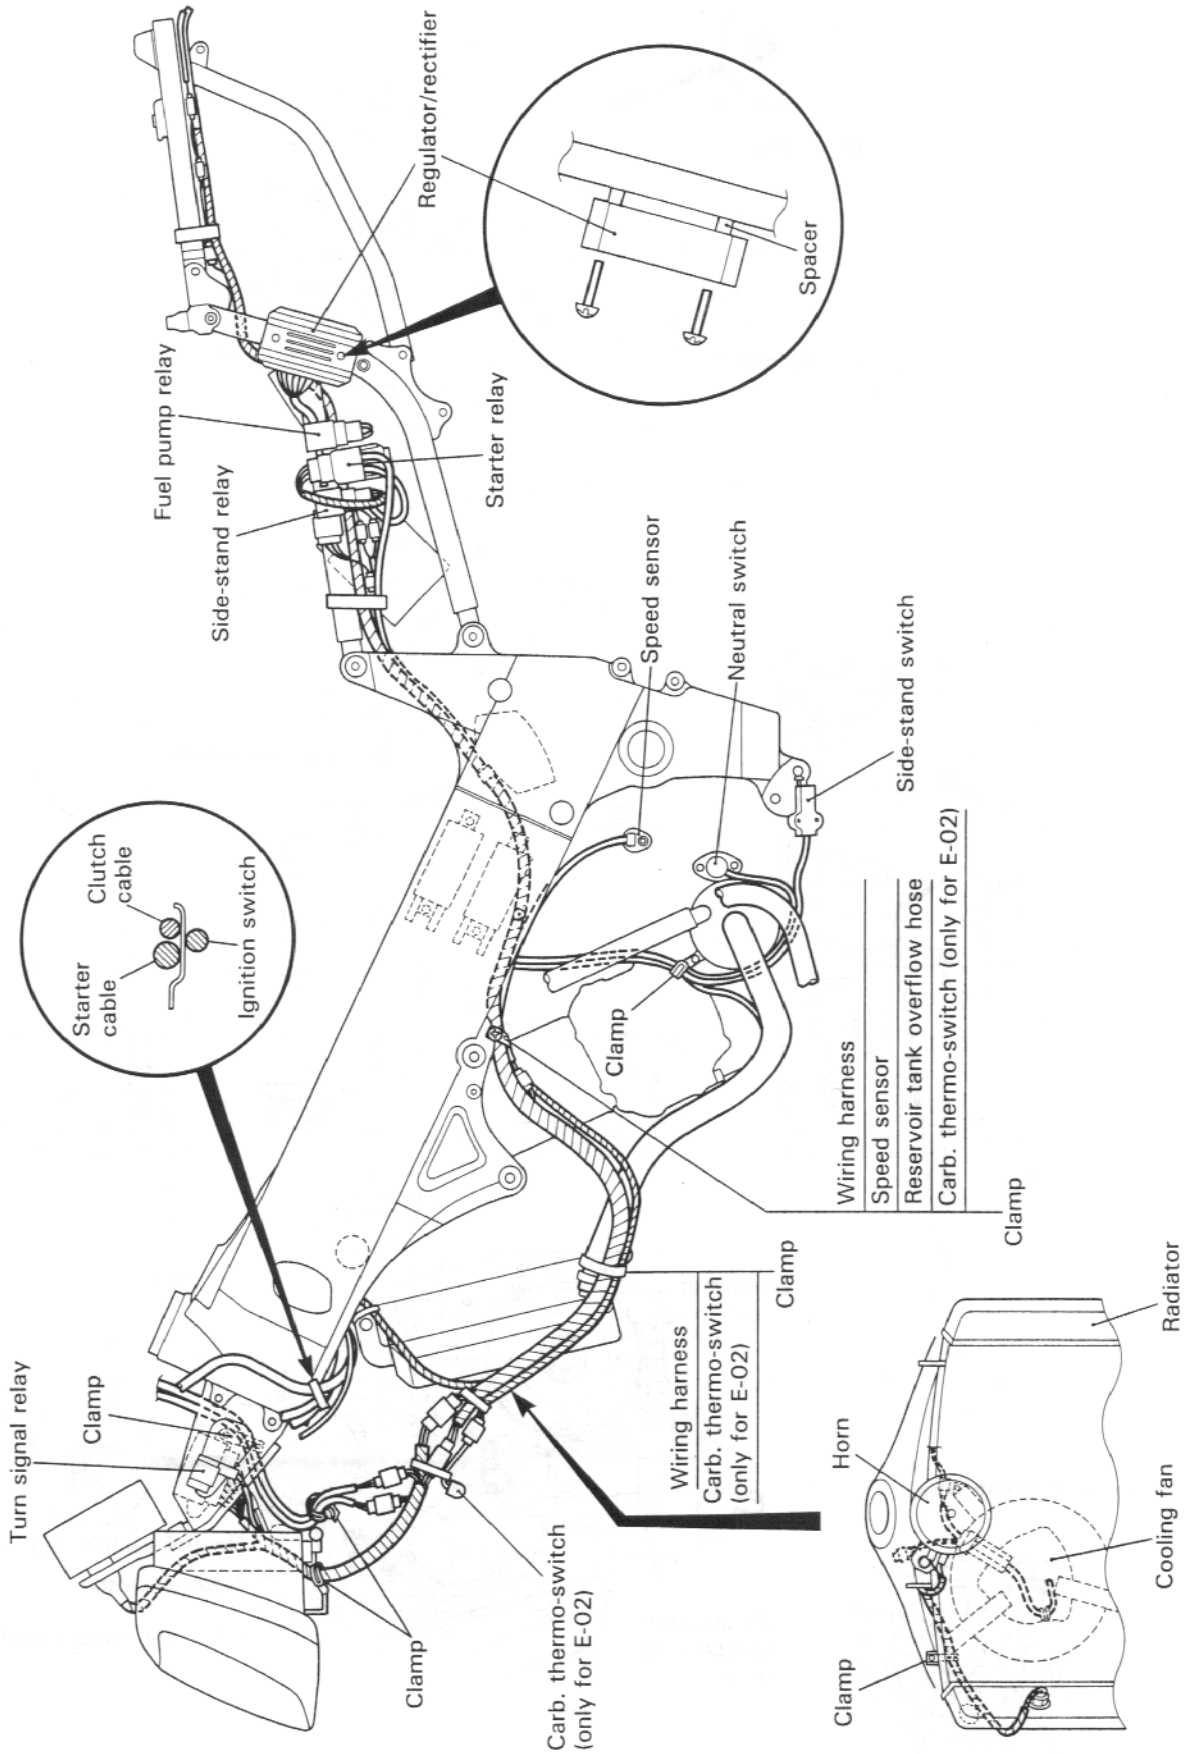 Turn signal relay
Clamp
Starter
cable
Clutch
cable
Ignition switch
Side-stand relay
Fuel pump relay
Starter relay
Regulator/rectifier
Spacer
Speed sensor
Neutral switch
Side-stand switch
Clamp
Wiring harness
Speed sensor
Reservoir tank overflow hose
Carb. thermo-switch (only for E-02)
Clamp
Wiring harness
Carb. thermo-switch
(only for E-02)
Clamp
Clamp
Carb. thermo-switch
(only for E-02)
Clamp
Horn
Cooling fan
Radiator